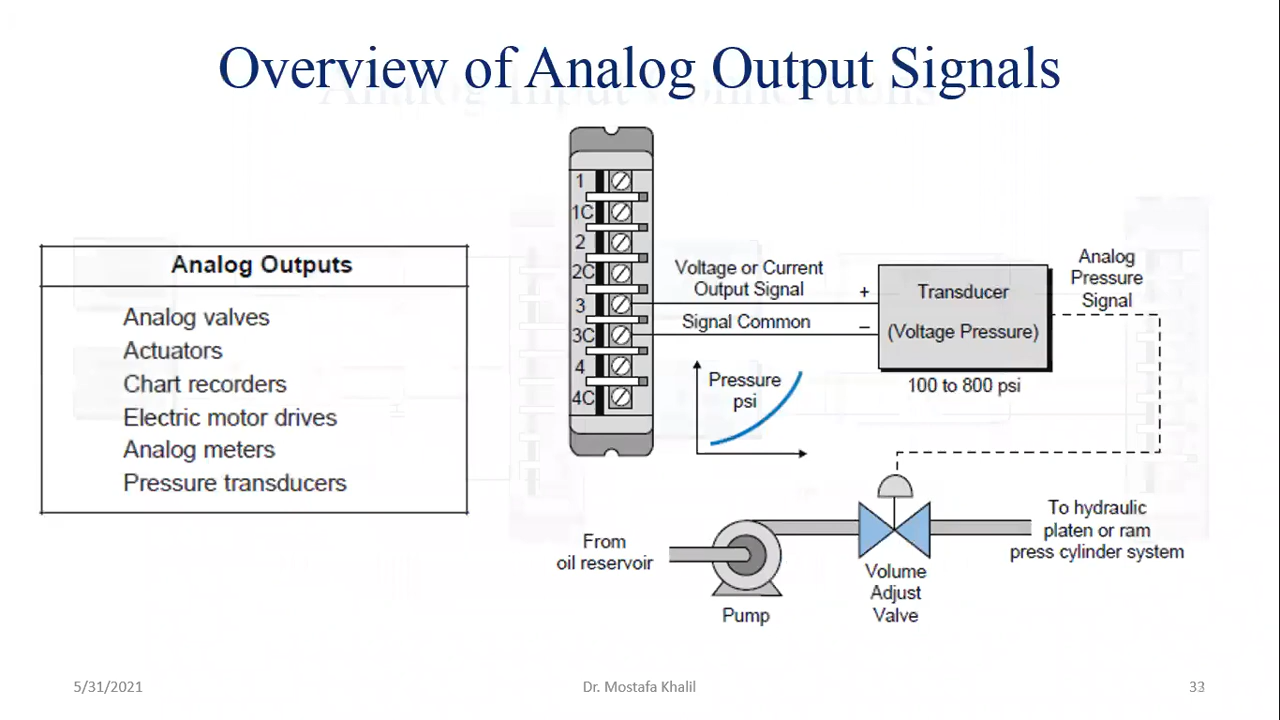 Overview of Analog Output Signals
Analog Outputs
Analog valves
Actuators
Chart recorders
Electric motor drives
Analog meters
Pressure transducers
1
1C
2
2C
3
3C
4
4C
Voltage or Current
Output Signal
Signal Common
+
–
Transducer
(Voltage Pressure)
100 to 800 psi
Analog
Pressure
Signal
Pressure
psi
From
oil reservoir
Pump
Volume
Adjust
Valve
To hydraulic
platen or ram
press cylinder system
5/31/2021
Dr. Mostafa Khalil
33